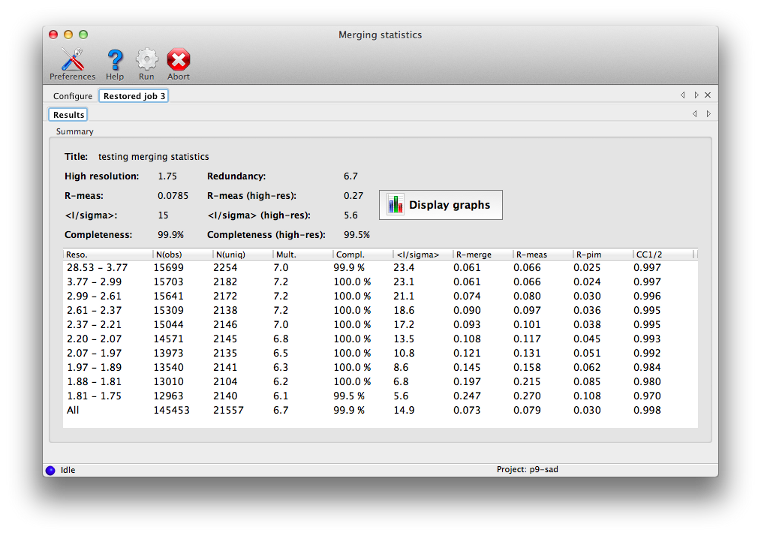 Merging statistics
Preferences Help Run Abort
Configure Restored job 3
Results
Summary
Title: testing merging statistics
High resolution: 1.75 Redundancy: 6.7
R-meas: 0.0785 R-meas (high-res): 0.27
<I/sigma>: 15 <I/sigma> (high-res): 5.6
Display graphs
Completeness: 99.9% Completeness (high-res): 99.5%
Reso. N(obs) N(uniq) Mult. Compl. <I/sigma> R-merge R-meas R-pim CC1/2
28.53 - 3.77 15699 2254 7.0 99.9 % 23.4 0.061 0.066 0.025 0.997
3.77 - 2.99 15703 2182 7.2 100.0 % 23.1 0.061 0.066 0.024 0.997
2.99 - 2.61 15641 2172 7.2 100.0 % 21.1 0.074 0.080 0.030 0.996
2.61 - 2.37 15309 2138 7.2 100.0 % 18.6 0.090 0.097 0.036 0.995
2.37 - 2.21 15044 2146 7.0 100.0 % 17.2 0.093 0.101 0.038 0.995
2.20 - 2.07 14571 2145 6.8 100.0 % 13.5 0.108 0.117 0.045 0.993
2.07 - 1.97 13973 2135 6.5 100.0 % 10.8 0.121 0.131 0.051 0.992
1.97 - 1.89 13540 2141 6.3 100.0 % 8.6 0.145 0.158 0.062 0.984
1.88 - 1.81 13010 2104 6.2 100.0 % 6.8 0.197 0.215 0.085 0.980
1.81 - 1.75 12963 2140 6.1 99.5 % 5.6 0.247 0.270 0.108 0.970
All 145453 21557 6.7 99.9 % 14.9 0.073 0.079 0.030 0.998
Idle Project: p9-sad